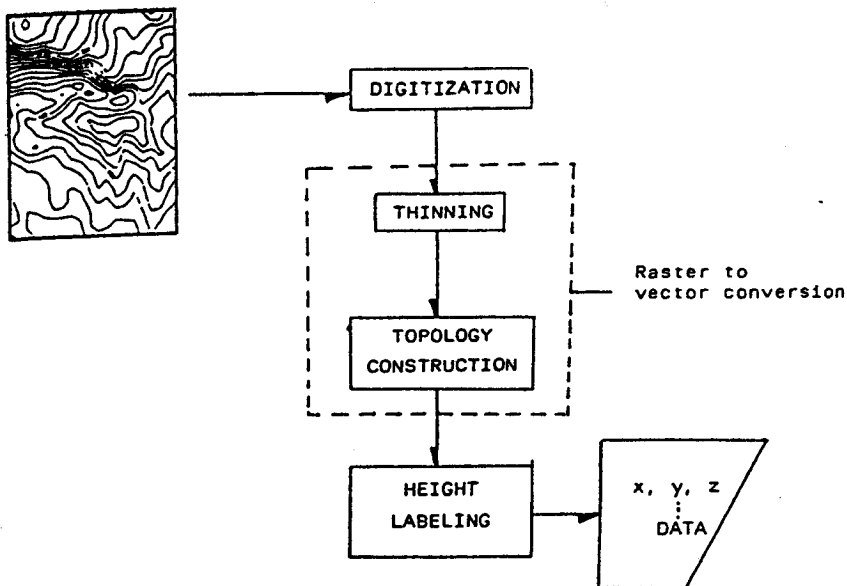 DIGITIZATION
THINNING
Raster to
vector conversion
TOPOLOGY
CONSTRUCTION
HEIGHT
LABELING
x, y, z
DATA